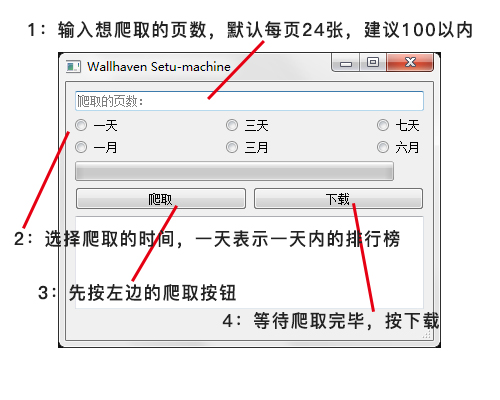 1：输入想爬取的页数，默认每页24张，建议100以内
Wallhaven Setu-machine
爬取的页数：
一天 三天 七天
一月 三月 六月
爬取 下载
2：选择爬取的时间，一天表示一天内的排行榜
3：先按左边的爬取按钮
4：等待爬取完毕，按下载